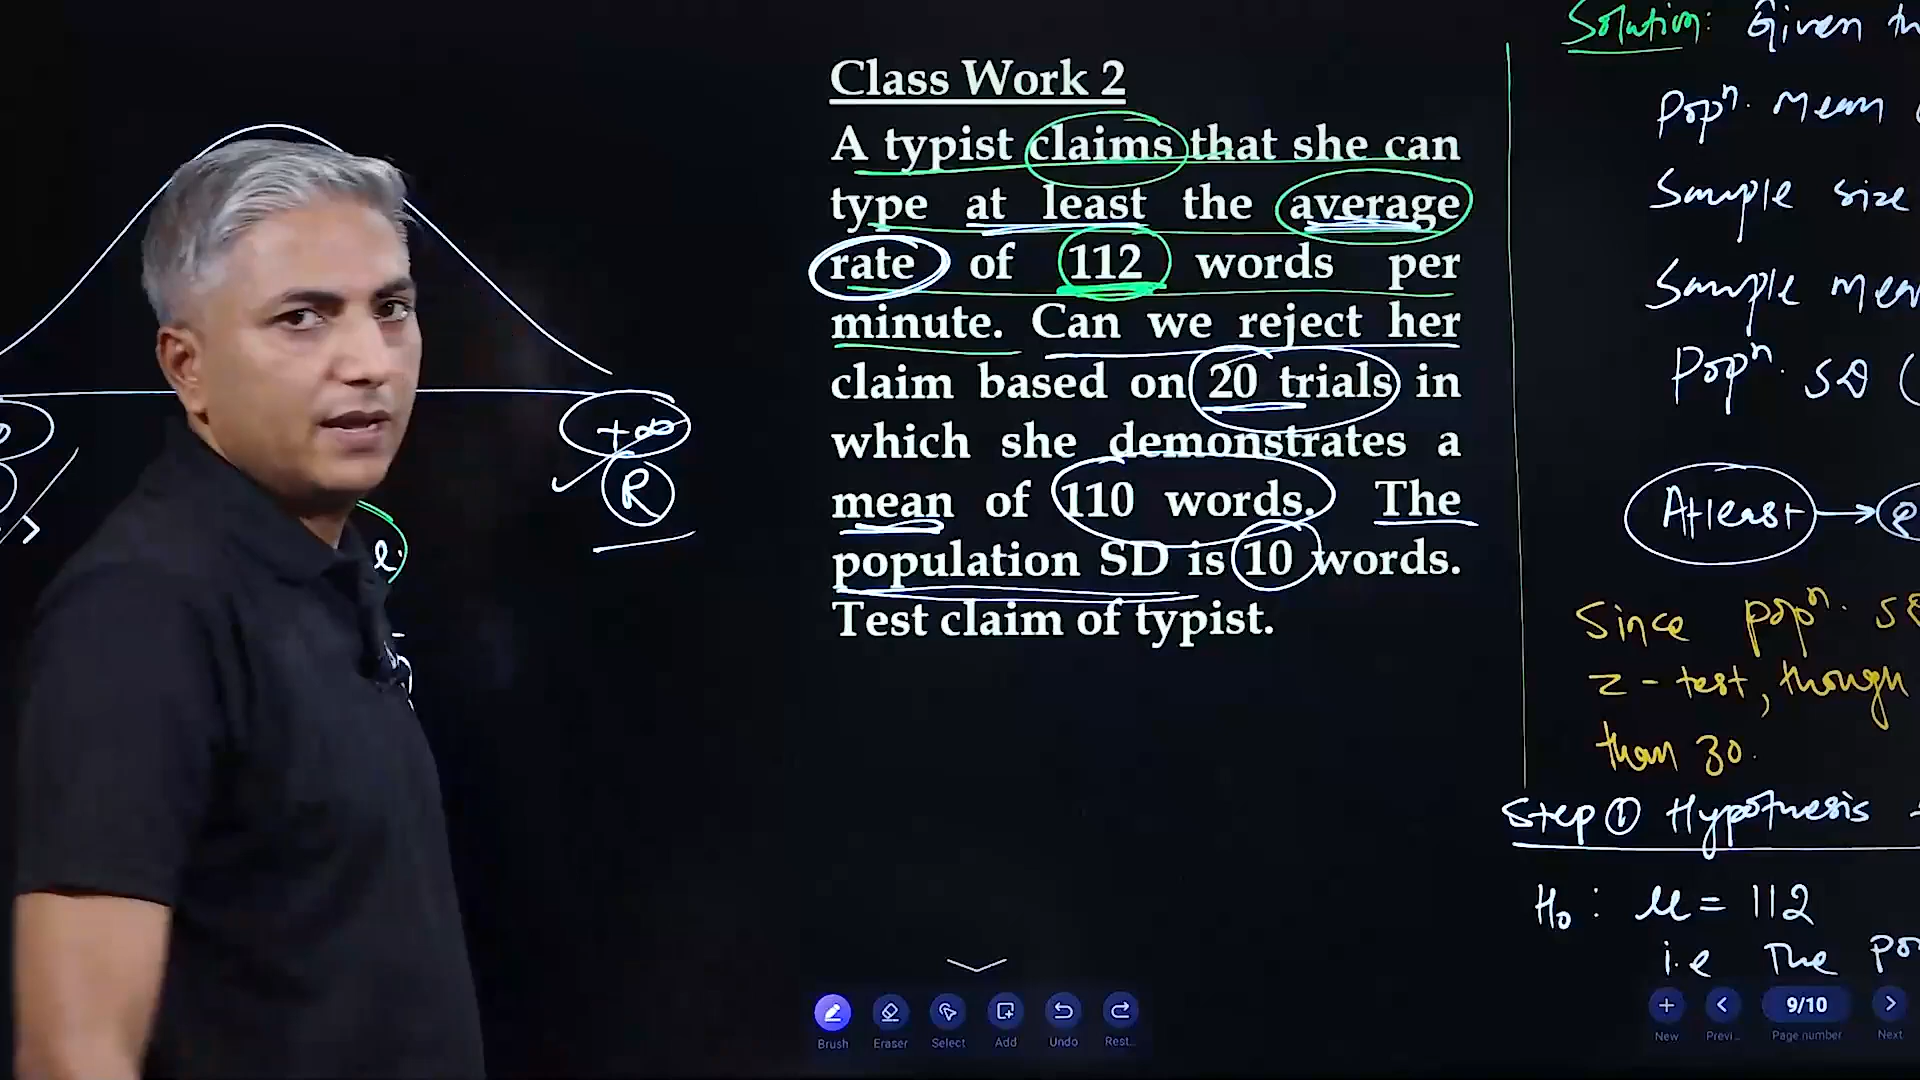 Class Work 2
A typist claims that she can
type at least the average
rate of 112 words per
minute. Can we reject her
claim based on 20 trials in
which she demonstrates a
mean of 110 words. The
population SD is 10 words.
Test claim of typist.
+∞
R
Solution: Given
Popⁿ. Mean
Sample size
Sample
Popⁿ. SD (
Atleast →
Since popⁿ.
z-test, though
than 30.
Step ① Hypothesis
H₀ : μ = 112
i.e The
Brush
Eraser
Select
Add
Undo
Rest...
New
Previ...
9/10
Page number
Next